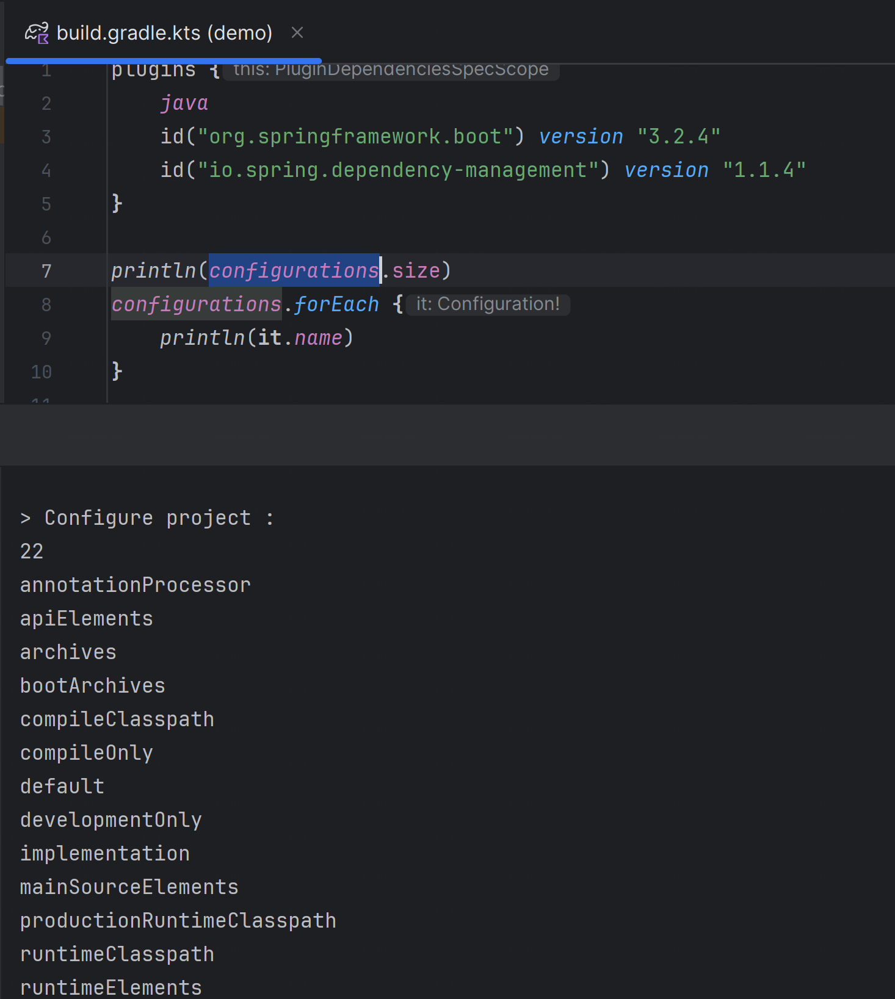 build.gradle.kts (demo)
1 plugins { this: PluginDependenciesSpecScope
2 java
3 id("org.springframework.boot") version "3.2.4"
4 id("io.spring.dependency-management") version "1.1.4"
5 }
6
7 println(configurations.size)
8 configurations.forEach { it: Configuration!
9 println(it.name)
10 }
11
> Configure project :
22
annotationProcessor
apiElements
archives
bootArchives
compileClasspath
compileOnly
default
developmentOnly
implementation
mainSourceElements
productionRuntimeClasspath
runtimeClasspath
runtimeElements